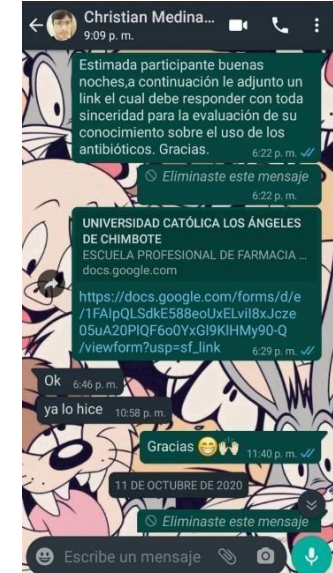 Christian Medina...
9:09 p. m.
Estimada participante buenas
noches,a continuación le adjunto un
link el cual debe responder con toda
sinceridad para la evaluación de su
conocimiento sobre el uso de los
antibióticos. Gracias. 6:22 p. m.
Eliminaste este mensaje
6:22 p. m.
UNIVERSIDAD CATÓLICA LOS ÁNGELES
DE CHIMBOTE
ESCUELA PROFESIONAL DE FARMACIA ...
docs.google.com
https://docs.google.com/forms/d/e
/1FAIpQLSdkE588eoUxELviI8xJcze
05uA20PlQF6o0YxGl9KIHMy90-Q
/viewform?usp=sf_link 6:29 p. m.
Ok 6:46 p. m.
ya lo hice 10:58 p. m.
Gracias 😁🙌 11:40 p. m.
11 DE OCTUBRE DE 2020
Eliminaste este mensaje
Escribe un mensaje